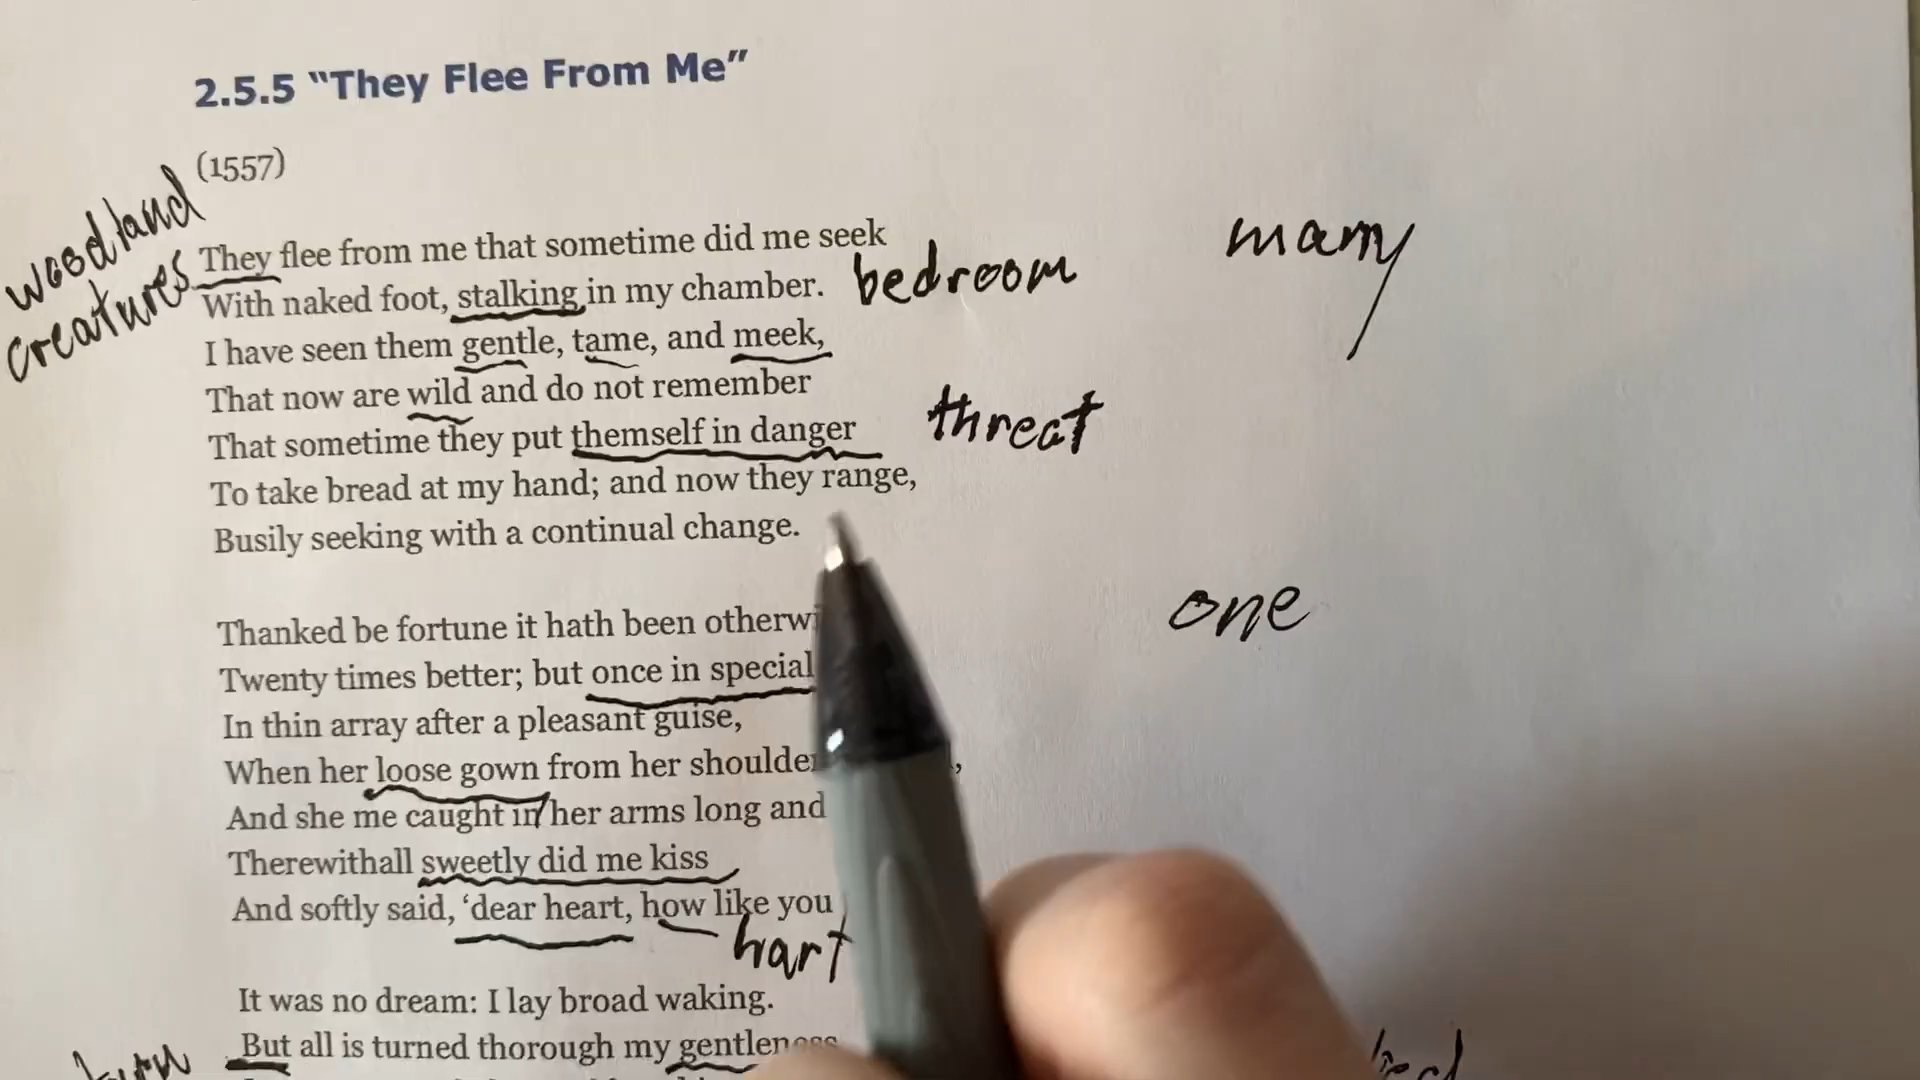 2.5.5 “They Flee From Me”
(1557)
woodland
creatures
They flee from me that sometime did me seek
many
With naked foot, stalking in my chamber.
bedroom
I have seen them gentle, tame, and meek,
That now are wild and do not remember
That sometime they put themself in danger
threat
To take bread at my hand; and now they range,
Busily seeking with a continual change.
Thanked be fortune it hath been
one
Twenty times better; but once in special
In thin array after a pleasant guise,
When her loose gown from her
And she me caught in her arms long and
Therewithall sweetly did me kiss
And softly said, ‘dear heart, how like you
hart
It was no dream: I lay broad waking.
But all is turned thorough my gentleness
turn